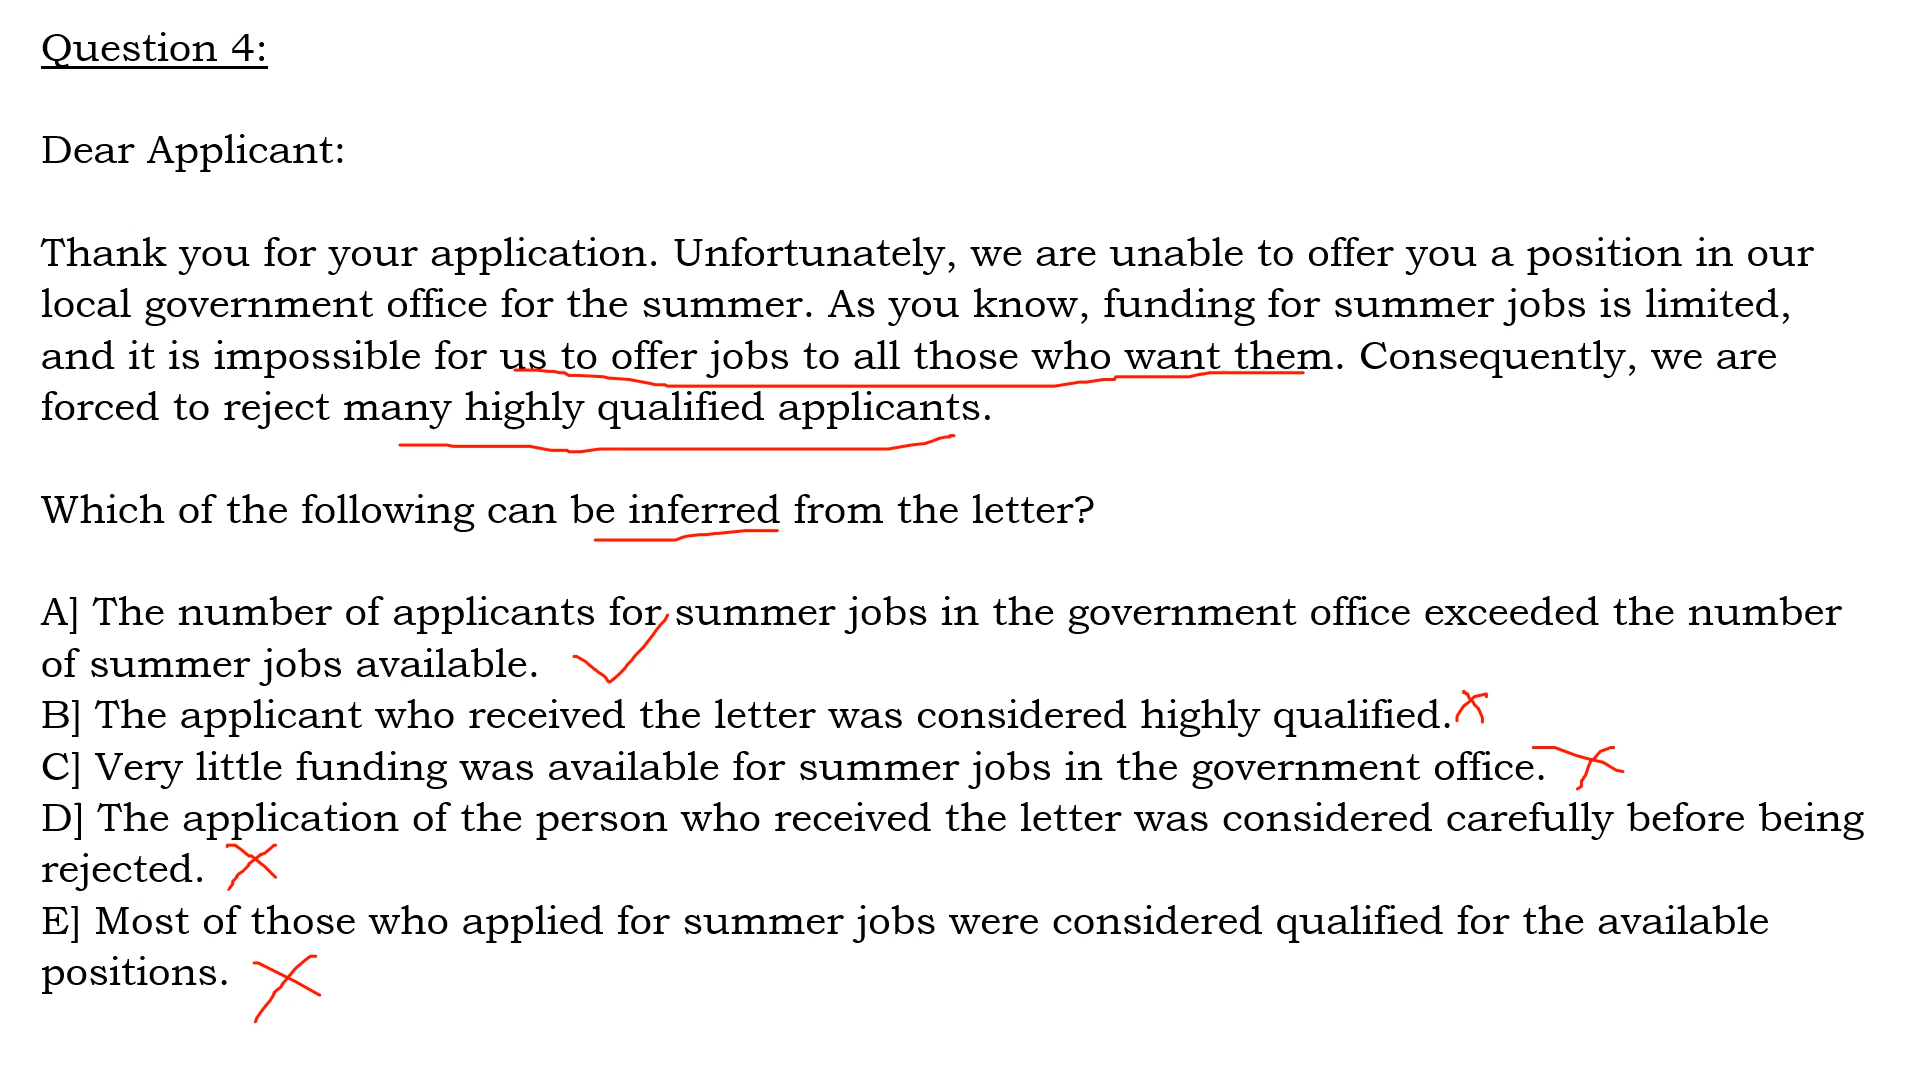 Question 4:
Dear Applicant:
Thank you for your application. Unfortunately, we are unable to offer you a position in our
local government office for the summer. As you know, funding for summer jobs is limited,
and it is impossible for us to offer jobs to all those who want them. Consequently, we are
forced to reject many highly qualified applicants.
Which of the following can be inferred from the letter?
A] The number of applicants for summer jobs in the government office exceeded the number
of summer jobs available.
B] The applicant who received the letter was considered highly qualified.
C] Very little funding was available for summer jobs in the government office.
D] The application of the person who received the letter was considered carefully before being
rejected.
E] Most of those who applied for summer jobs were considered qualified for the available
positions.